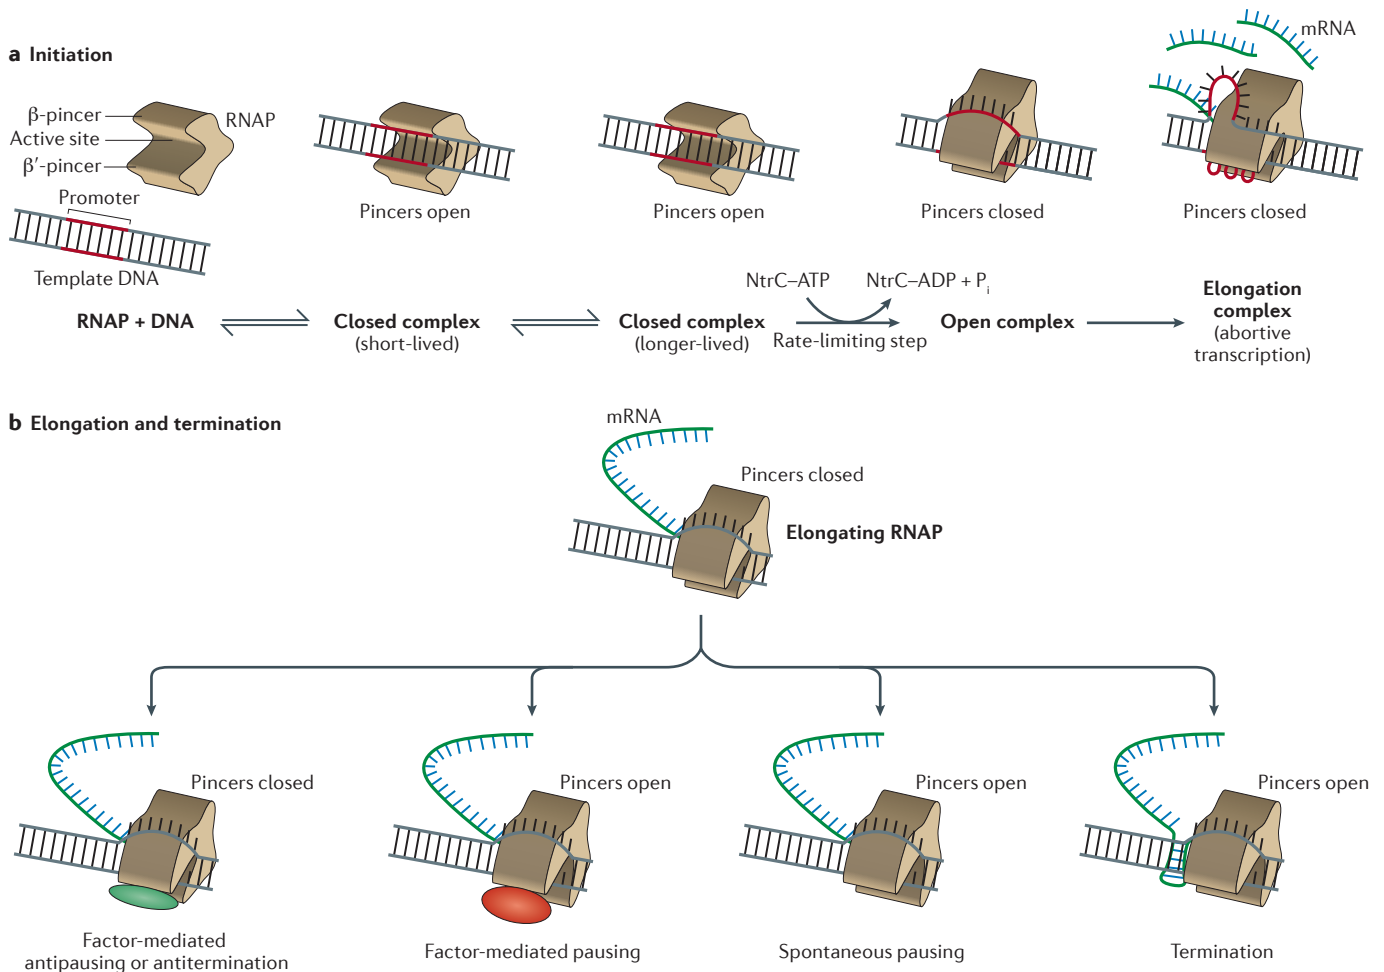 a Initiation
mRNA
β-pincer
RNAP
Active site
β′-pincer
Promoter
Template DNA
Pincers open
Pincers open
Pincers closed
Pincers closed
NtrC–ATP
NtrC–ADP + Pi
RNAP + DNA
Closed complex
(short-lived)
Closed complex
(longer-lived)
Rate-limiting step
Open complex
Elongation
complex
(abortive
transcription)
b Elongation and termination
mRNA
Pincers closed
Elongating RNAP
Pincers closed
Pincers open
Pincers open
Pincers open
Factor-mediated
antipausing or antitermination
Factor-mediated pausing
Spontaneous pausing
Termination